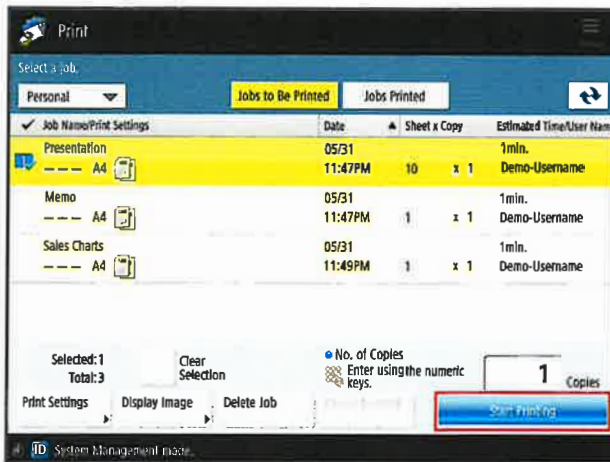 Print
Select a job.
Personal
Jobs to Be Printed
Jobs Printed
Job Name/Print Settings Date Sheet x Copy Estimated Time/User Nam
1 Presentation 05/31 1min.
--- A4 11:47PM 10 x 1 Demo-Username
Memo 05/31 1min.
--- A4 11:47PM 1 x 1 Demo-Username
Sales Charts 05/31 1min.
--- A4 11:49PM 1 x 1 Demo-Username
Selected:1
Total:3
Clear
Selection
No. of Copies
Enter using the numeric
keys.
1 Copies
Print Settings
Display Image
Delete Job
Start Printing
ID System Management mode.